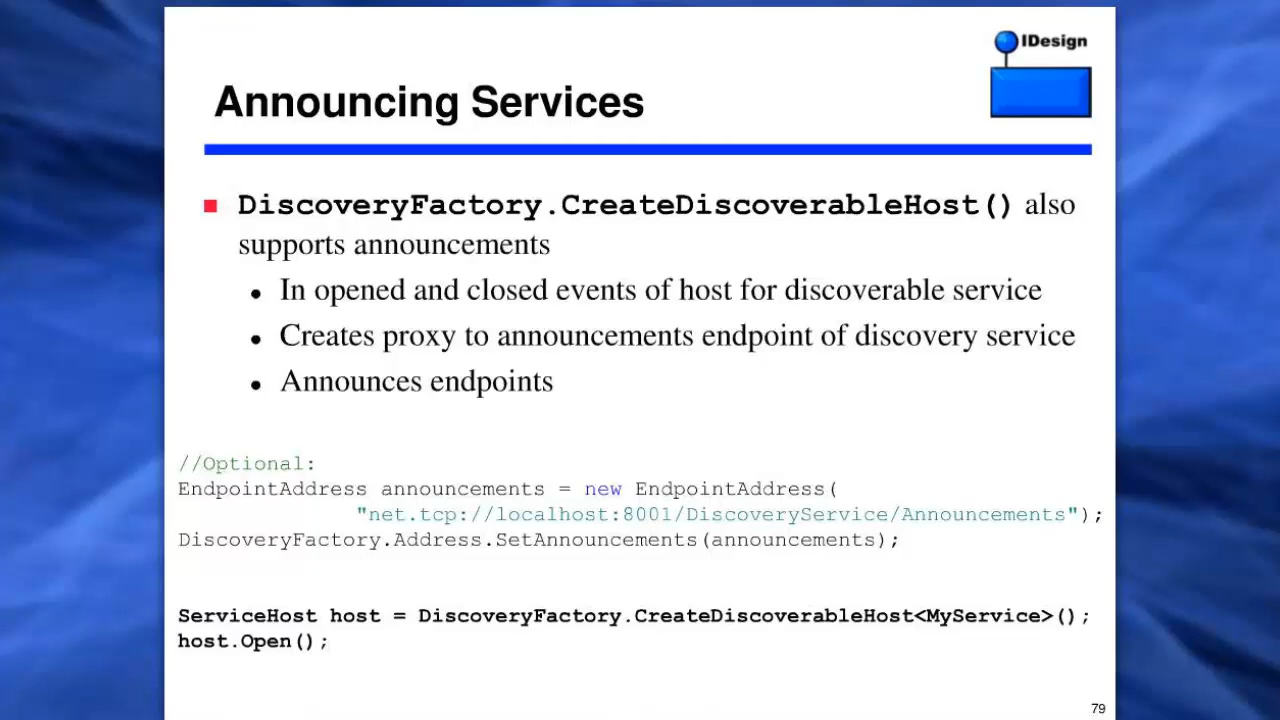 IDesign
Announcing Services
DiscoveryFactory.CreateDiscoverableHost() also
supports announcements
In opened and closed events of host for discoverable service
Creates proxy to announcements endpoint of discovery service
Announces endpoints
//Optional:
EndpointAddress announcements = new EndpointAddress(
"net.tcp://localhost:8001/DiscoveryService/Announcements");
DiscoveryFactory.Address.SetAnnouncements(announcements);
ServiceHost host = DiscoveryFactory.CreateDiscoverableHost<MyService>();
host.Open();
79